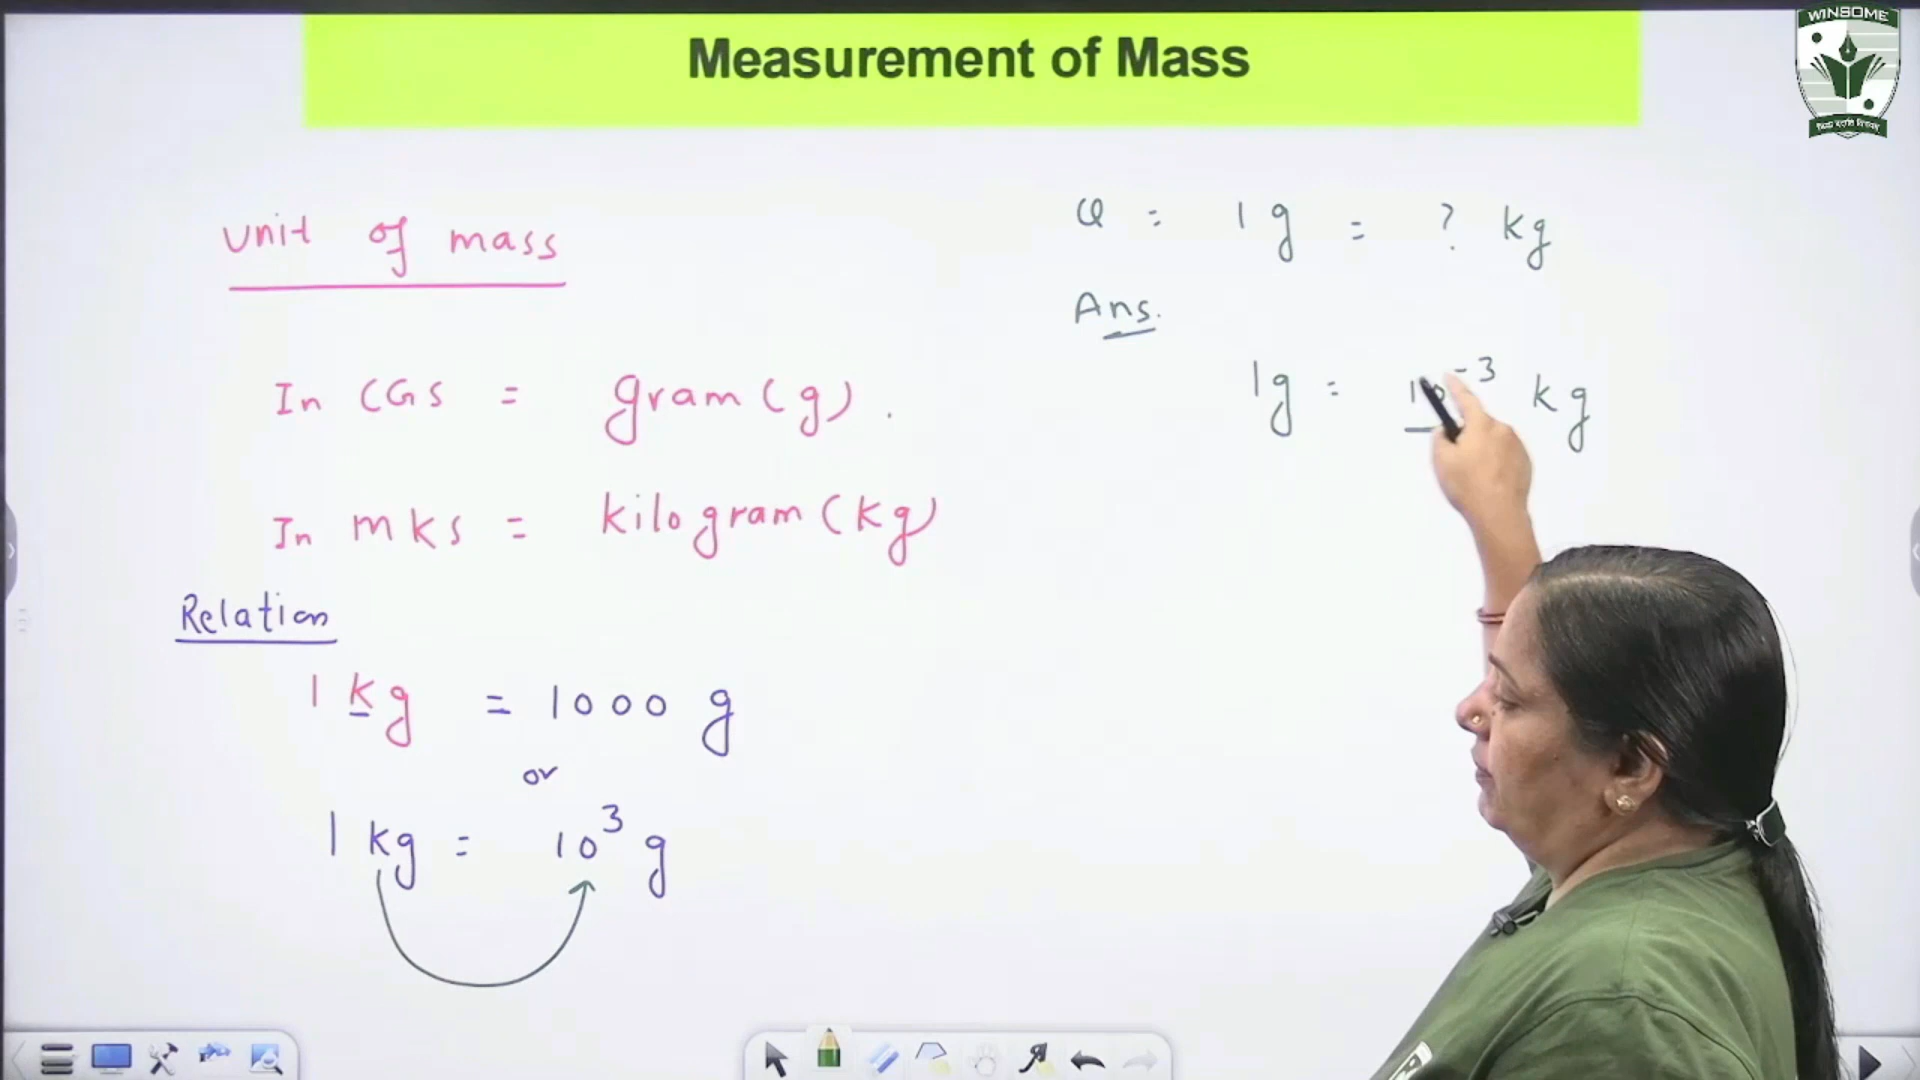 Measurement of Mass
WINSOME
unit of mass
In CGS = gram (g).
In mKS = kilogram (kg)
Relation
1 kg = 1000 g
or
1 kg = 10³ g
Q = 1 g = ? kg
Ans.
1g = 10⁻³ kg